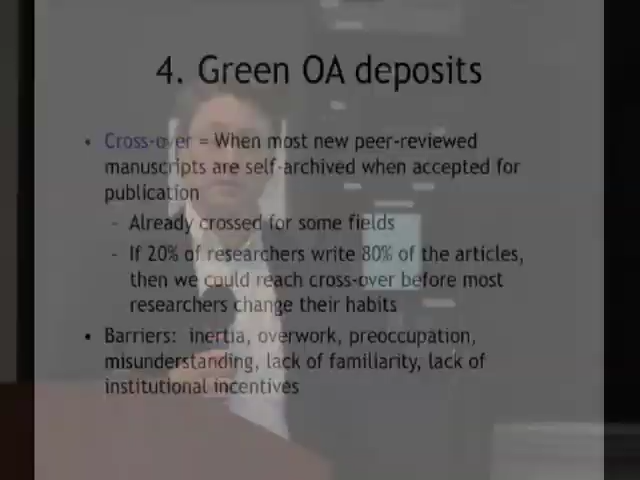 4. Green OA deposits
• Cross-over = When most new peer-reviewed
manuscripts are self-archived when accepted for
publication
- Already crossed for some fields
- If 20% of researchers write 80% of the articles,
then we could reach cross-over before most
researchers change their habits
• Barriers: inertia, overwork, preoccupation,
misunderstanding, lack of familiarity, lack of
institutional incentives